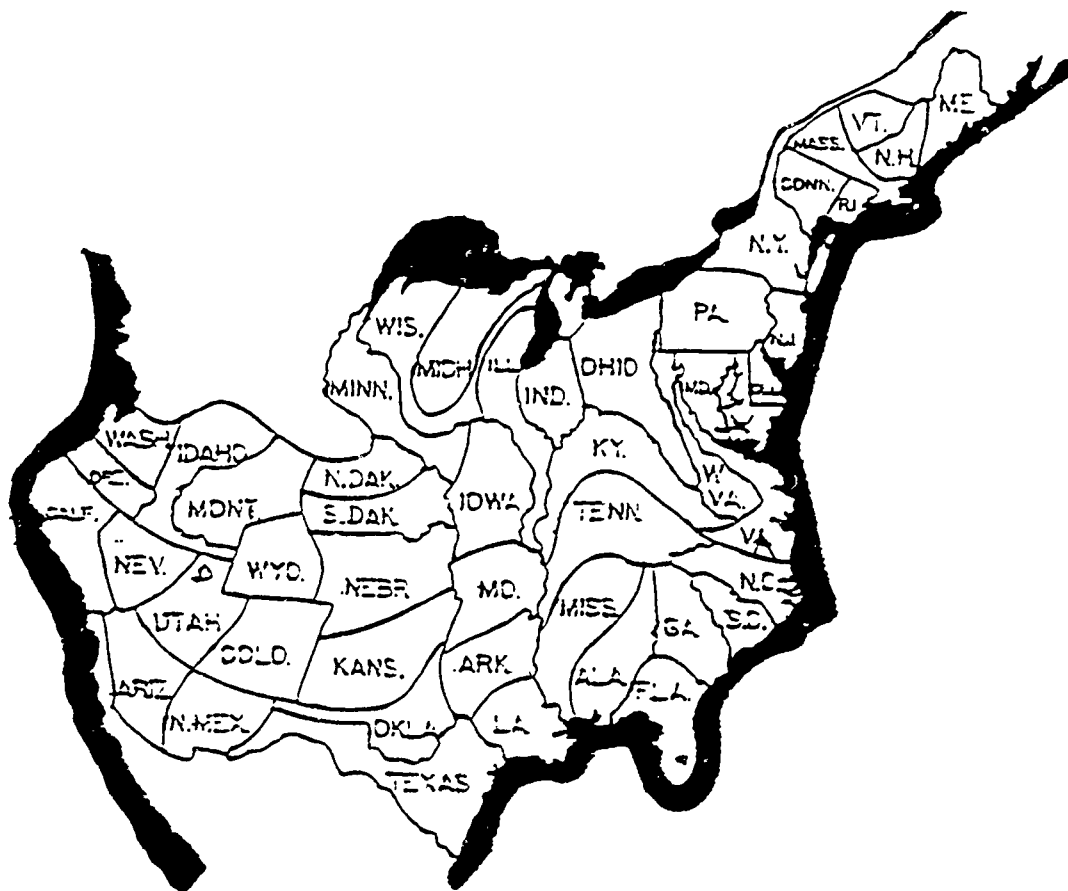 ME
VT.
MASS.
N.H.
CONN.
R.I.
N.Y.
PA
N.J.
WIS.
MICH
ILL
OHIO
MINN.
IND.
MD.
WASH
IDAHO
KY.
W.
VA.
N.DAK.
IOWA
ORE.
MONT.
S.DAK
TENN
CALF.
VA
NEV.
WYO.
NEBR
MO.
MISS
N.C
S.C.
UTAH
COLO.
KANS.
ARK
GA
ARIZ
ALA
FLA.
N.MEX
OKLA
LA
TEXAS